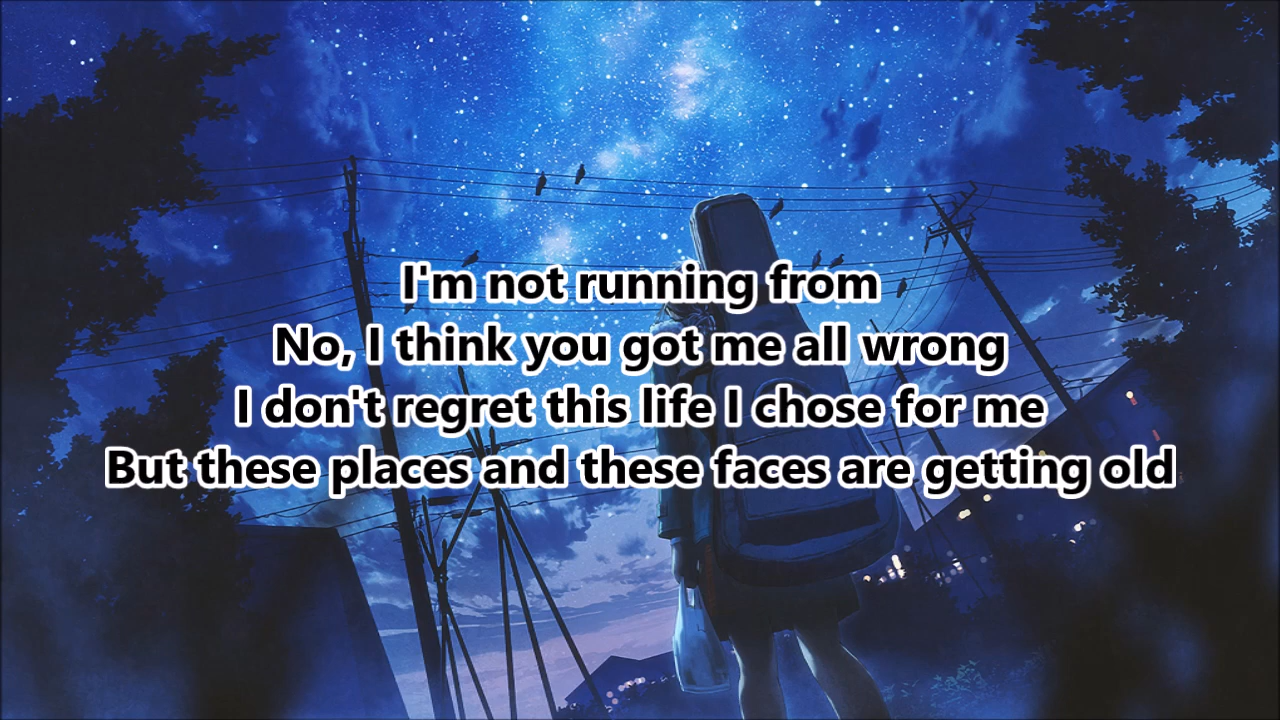 I'm not running from
No, I think you got me all wrong
I don't regret this life I chose for me
But these places and these faces are getting old